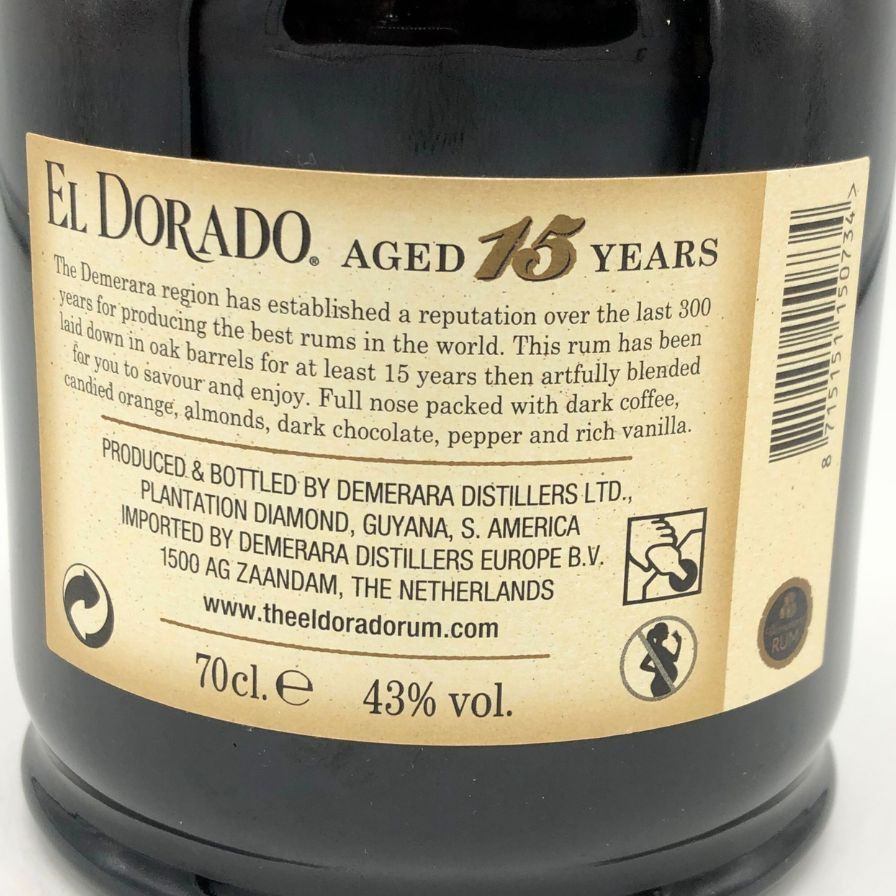 EL DORADO® AGED 15 YEARS
The Demerara region has established a reputation over the last 300
years for producing the best rums in the world. This rum has been
laid down in oak barrels for at least 15 years then artfully blended
for you to savour and enjoy. Full nose packed with dark coffee,
candied orange, almonds, dark chocolate, pepper and rich vanilla.
PRODUCED & BOTTLED BY DEMERARA DISTILLERS LTD.,
PLANTATION DIAMOND, GUYANA, S. AMERICA
IMPORTED BY DEMERARA DISTILLERS EUROPE B.V.
1500 AG ZAANDAM, THE NETHERLANDS
www.theeldoradorum.com
70cl. ℮ 43% vol.
8 715151 150734 >
RUM